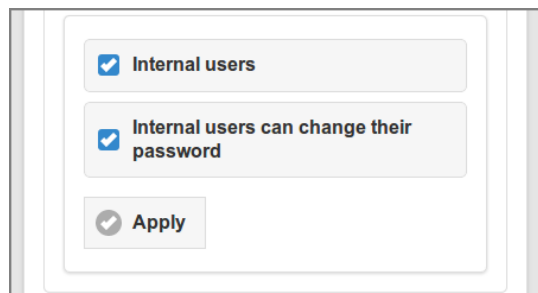 Internal users
Internal users can change their
password
Apply